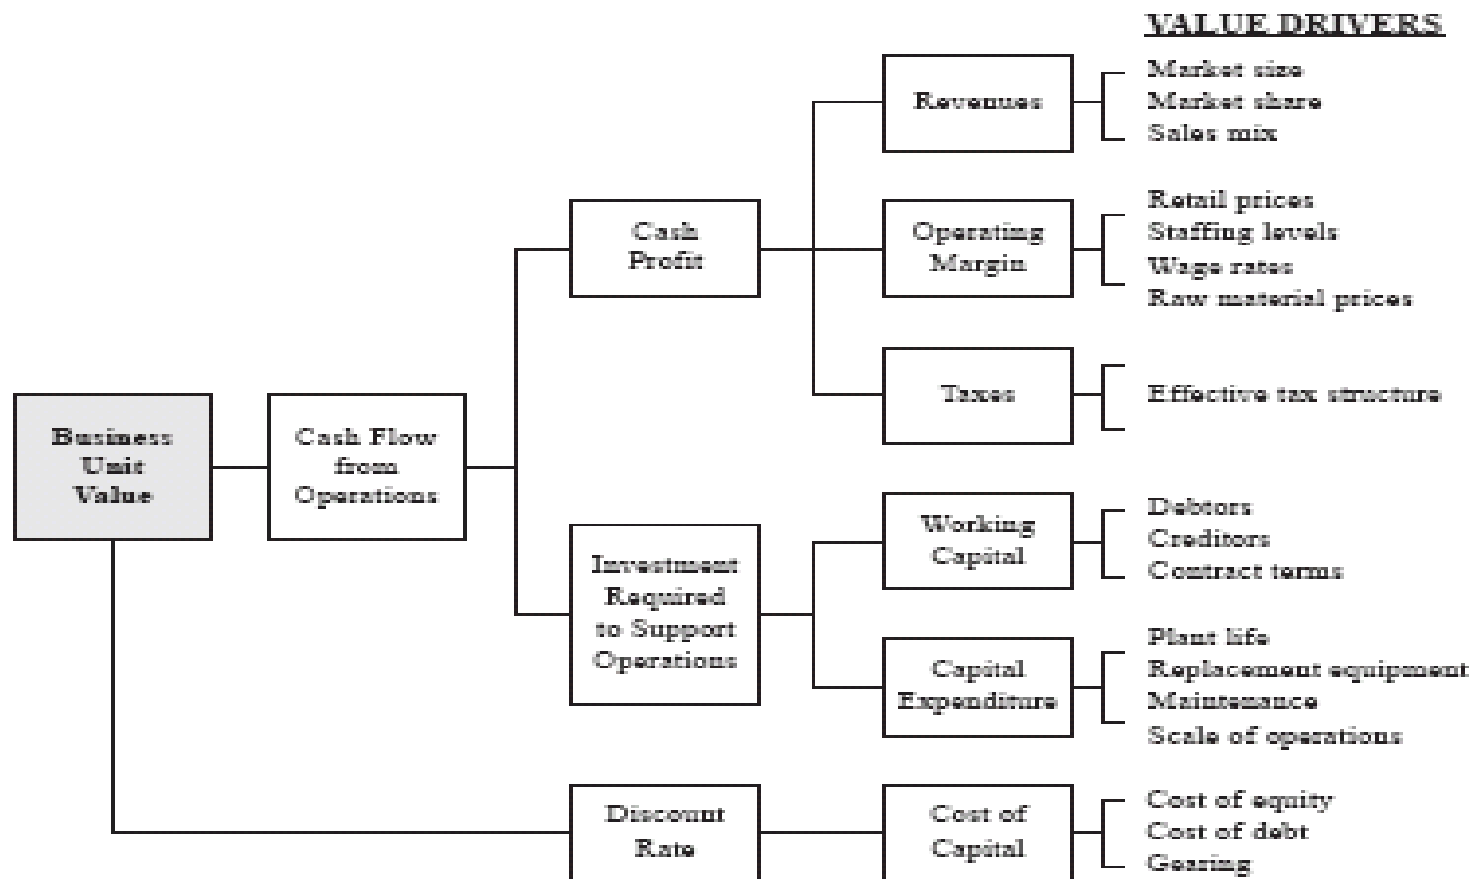 VALUE DRIVERS
Revenues
Market size
Market share
Sales mix
Cash
Profit
Operating
Margin
Retail prices
Staffing levels
Wage rates
Raw material prices
Taxes
Effective tax structure
Business
Unit
Value
Cash Flow
from
Operations
Investment
Required
to Support
Operations
Working
Capital
Debtors
Creditors
Contract terms
Capital
Expenditure
Plant life
Replacement equipment
Maintenance
Scale of operations
Discount
Rate
Cost of
Capital
Cost of equity
Cost of debt
Gearing